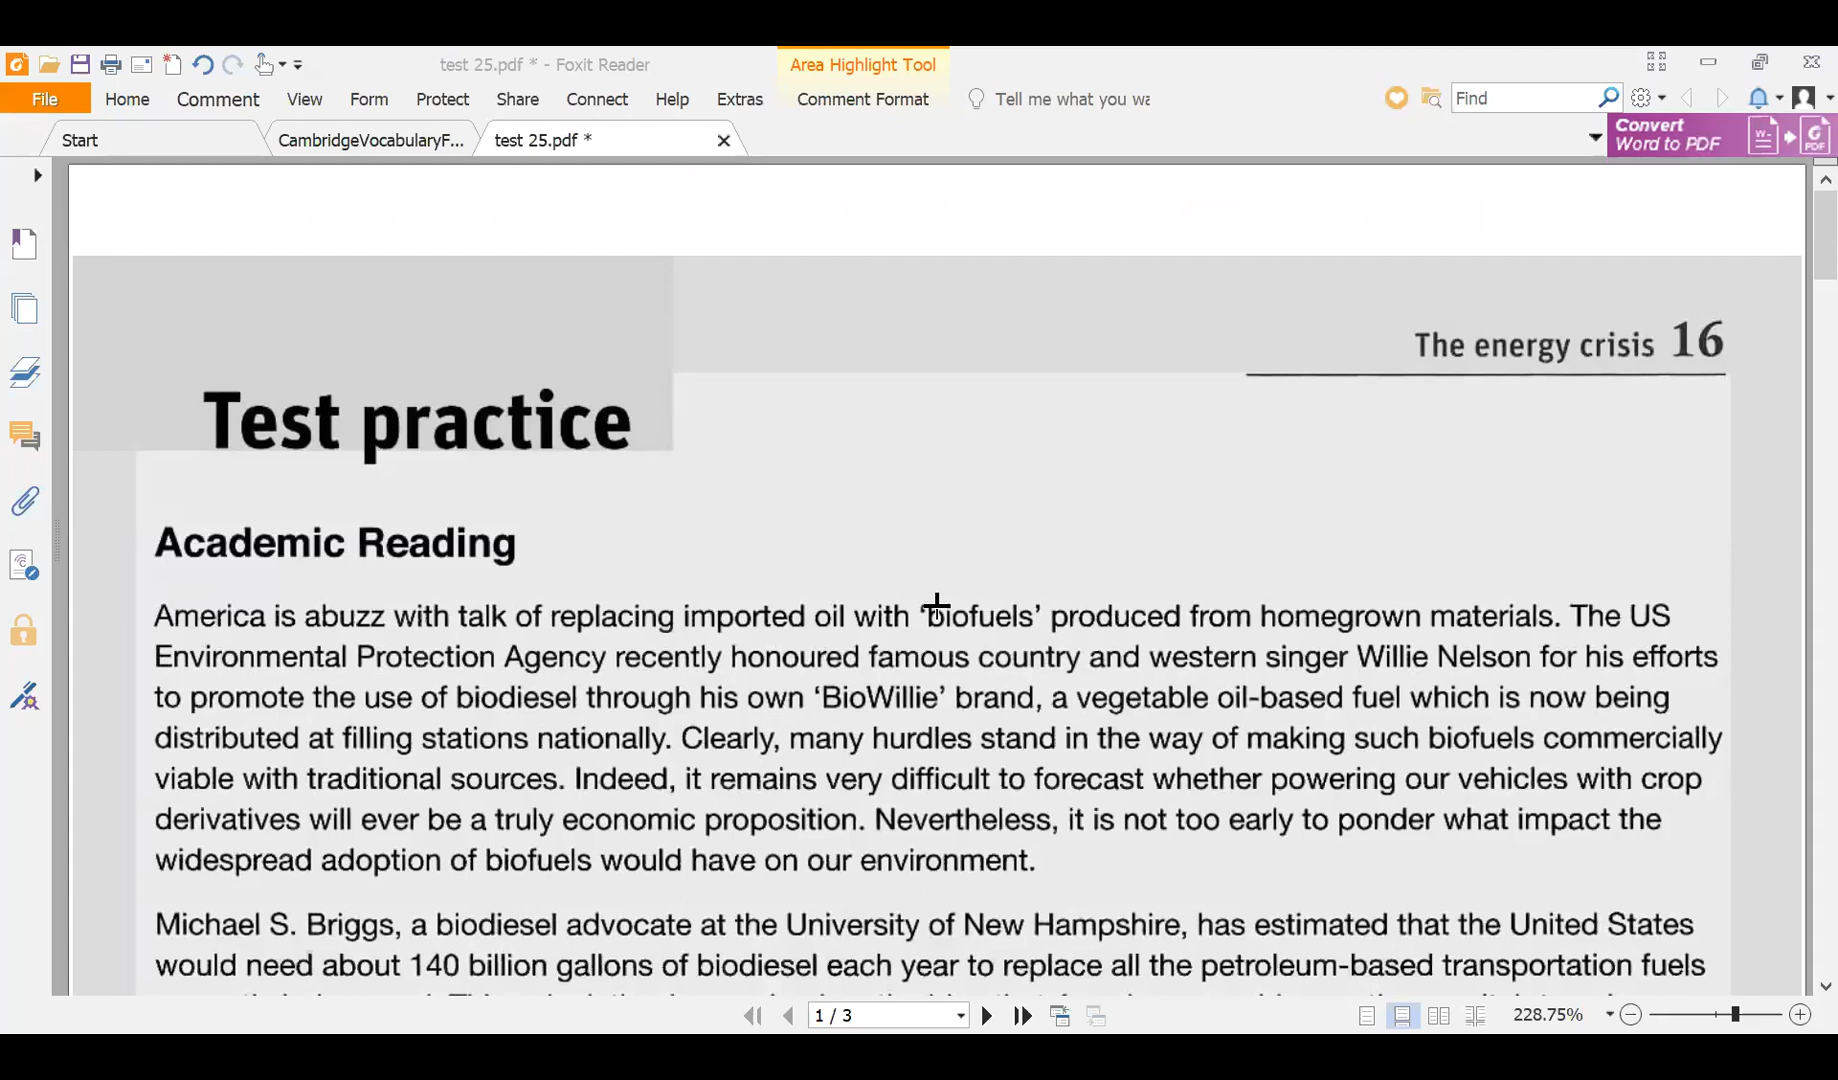 test 25.pdf * - Foxit Reader
Area Highlight Tool
File Home Comment View Form Protect Share Connect Help Extras Comment Format Tell me what you wa Find
Start CambridgeVocabularyF... test 25.pdf *
Convert
Word to PDF
The energy crisis 16
Test practice
Academic Reading
America is abuzz with talk of replacing imported oil with ‘biofuels’ produced from homegrown materials. The US
Environmental Protection Agency recently honoured famous country and western singer Willie Nelson for his efforts
to promote the use of biodiesel through his own ‘BioWillie’ brand, a vegetable oil-based fuel which is now being
distributed at filling stations nationally. Clearly, many hurdles stand in the way of making such biofuels commercially
viable with traditional sources. Indeed, it remains very difficult to forecast whether powering our vehicles with crop
derivatives will ever be a truly economic proposition. Nevertheless, it is not too early to ponder what impact the
widespread adoption of biofuels would have on our environment.
Michael S. Briggs, a biodiesel advocate at the University of New Hampshire, has estimated that the United States
would need about 140 billion gallons of biodiesel each year to replace all the petroleum-based transportation fuels
1 / 3
228.75%